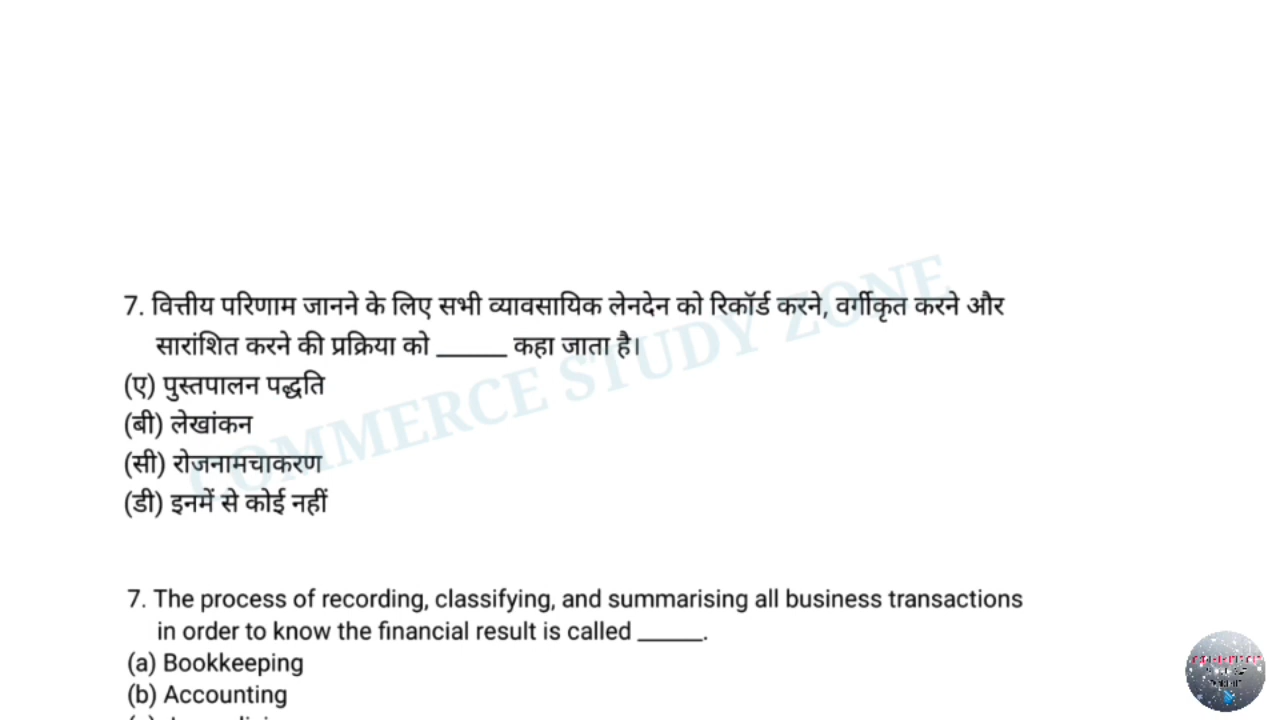 7. वित्तीय परिणाम जानने के लिए सभी व्यावसायिक लेनदेन को रिकॉर्ड करने, वर्गीकृत करने और
सारांशित करने की प्रक्रिया को ______ कहा जाता है।
(ए) पुस्तपालन पद्धति
(बी) लेखांकन
(सी) रोजनामचाकरण
(डी) इनमें से कोई नहीं
COMMERCE STUDY ZONE
7. The process of recording, classifying, and summarising all business transactions
in order to know the financial result is called ______.
(a) Bookkeeping
(b) Accounting